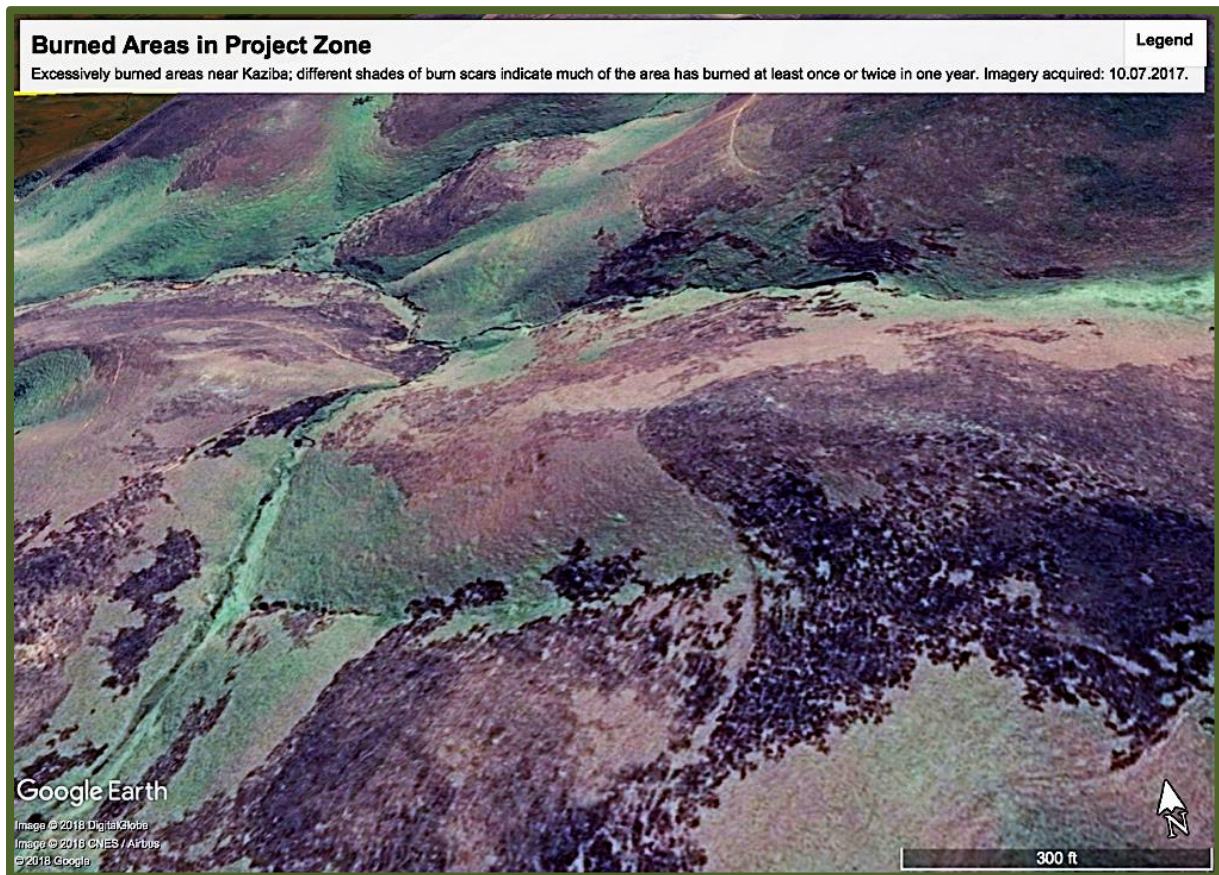 Burned Areas in Project Zone
Legend
Excessively burned areas near Kaziba; different shades of burn scars indicate much of the area has burned at least once or twice in one year. Imagery acquired: 10.07.2017.
Google Earth
Image © 2018 DigitalGlobe
Image © 2018 CNES / Airbus
© 2018 Google
N
300 ft